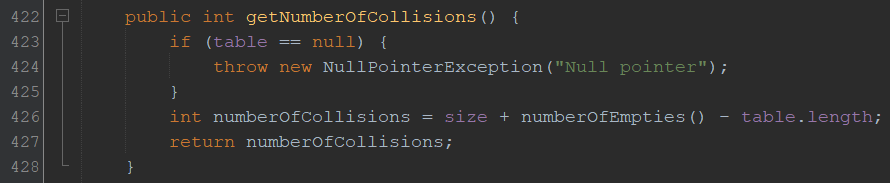 422 public int getNumberOfCollisions() {
423 if (table == null) {
424 throw new NullPointerException("Null pointer");
425 }
426 int numberOfCollisions = size + numberOfEmpties() - table.length;
427 return numberOfCollisions;
428 }